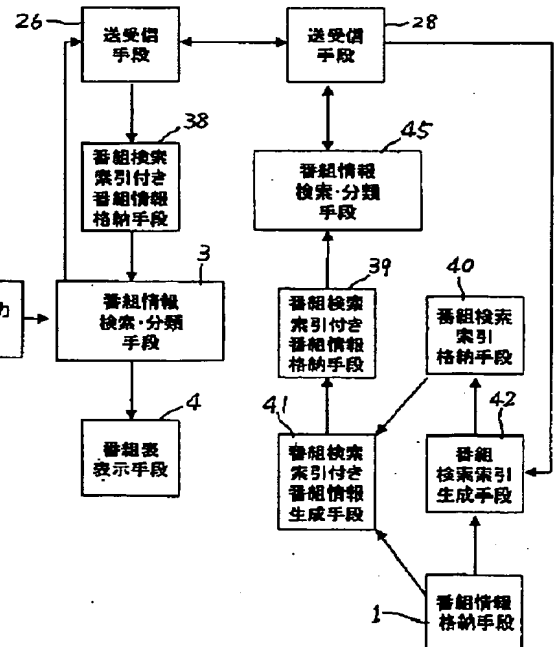 26
送受信
手段
28
送受信
手段
38
番組検索
索引付き
番組情報
格納手段
45
番組情報
検索・分類
手段
3
番組情報
検索・分類
手段
力
39
番組検索
索引付き
番組情報
格納手段
40
番組検索
索引
格納手段
4
番組表
表示手段
41
番組検索
索引付き
番組情報
生成手段
42
番組
検索索引
生成手段
1
番組情報
格納手段